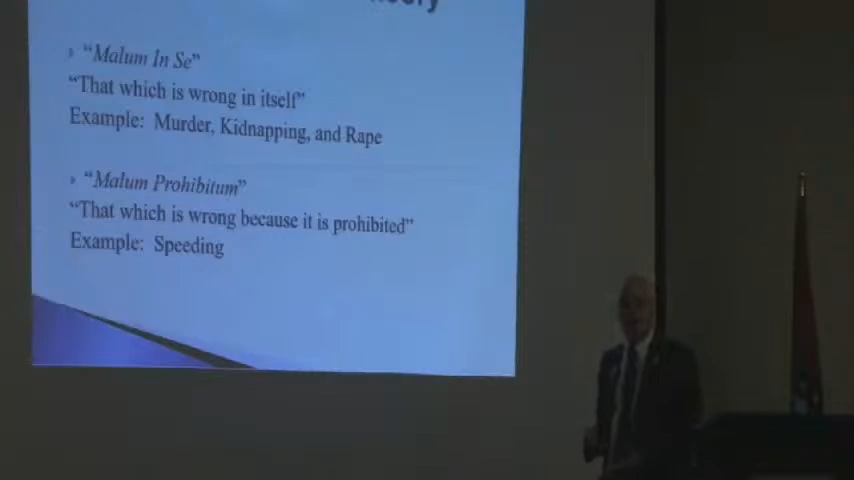 › “Malum In Se”
“That which is wrong in itself”
Example: Murder, Kidnapping, and Rape
› “Malum Prohibitum”
“That which is wrong because it is prohibited”
Example: Speeding